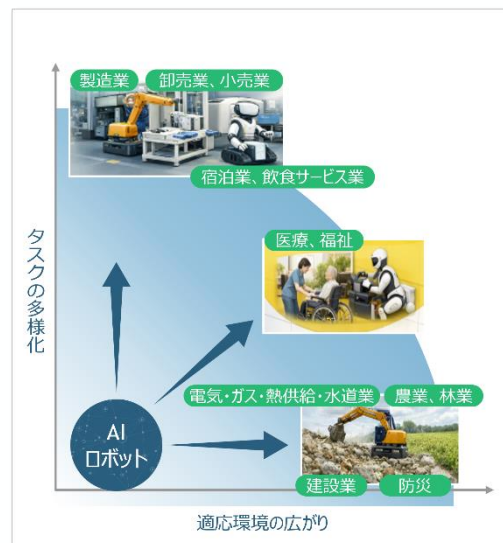 製造業
卸売業、小売業
宿泊業、飲食サービス業
タスクの多様化
医療、福祉
電気・ガス・熱供給・水道業
農業、林業
AI
ロボット
建設業
防災
適応環境の広がり